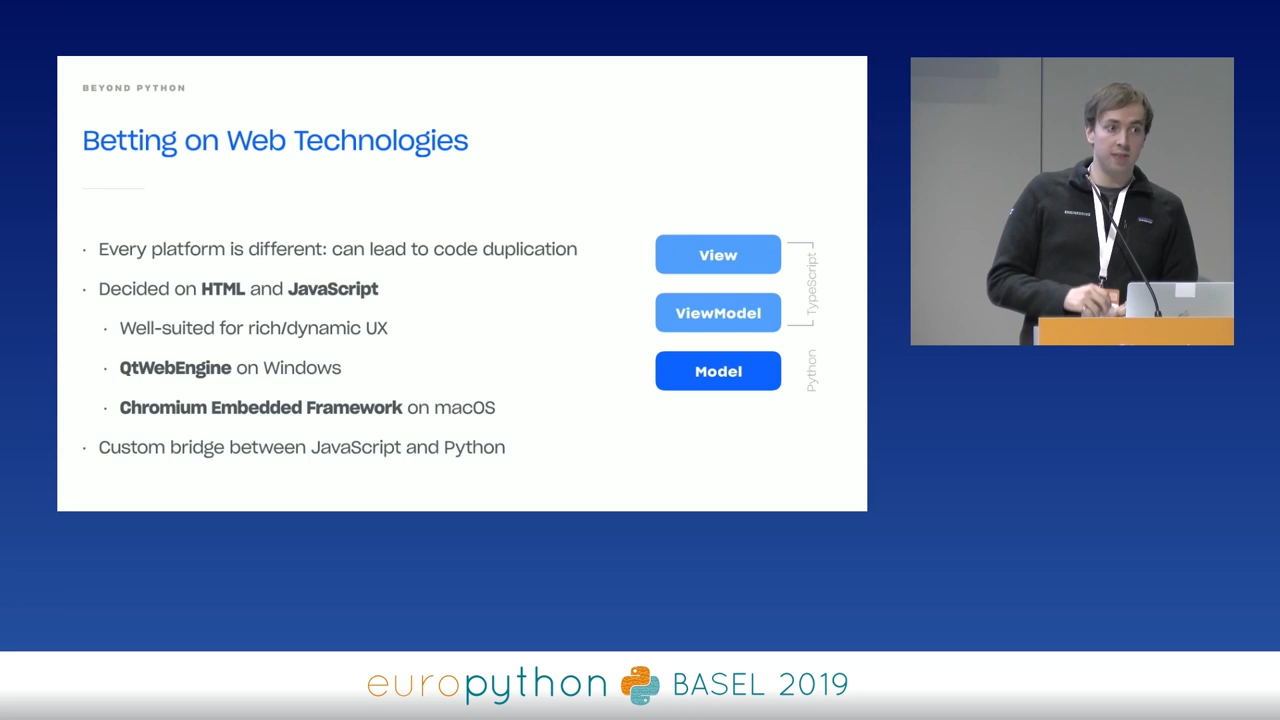 BEYOND PYTHON
Betting on Web Technologies
· Every platform is different: can lead to code duplication
· Decided on HTML and JavaScript
· Well-suited for rich/dynamic UX
· QtWebEngine on Windows
· Chromium Embedded Framework on macOS
· Custom bridge between JavaScript and Python
View
ViewModel
Model
TypeScript
Python
ENGINEERING
europython BASEL 2019